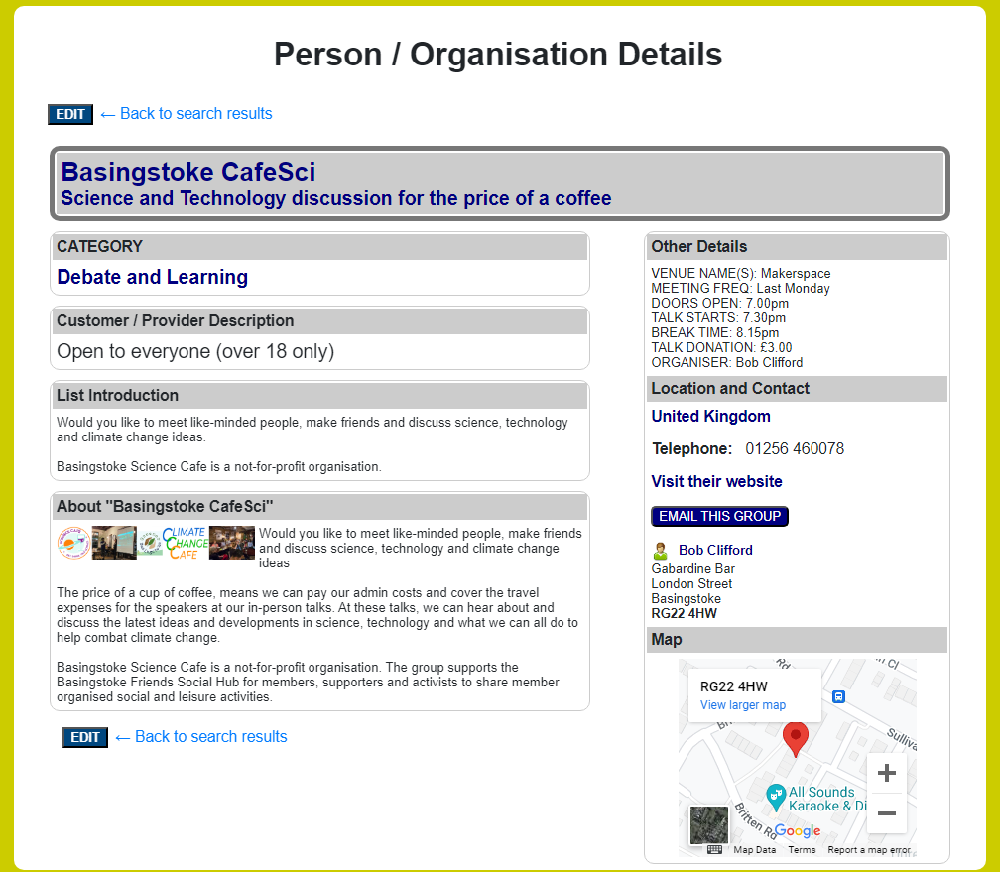 Person / Organisation Details
EDIT ← Back to search results
Basingstoke CafeSci
Science and Technology discussion for the price of a coffee
CATEGORY
Debate and Learning
Customer / Provider Description
Open to everyone (over 18 only)
List Introduction
Would you like to meet like-minded people, make friends and discuss science, technology
and climate change ideas.
Basingstoke Science Cafe is a not-for-profit organisation.
About "Basingstoke CafeSci"
CLIMATE
CHANGE
CAFE
Would you like to meet like-minded people, make friends
and discuss science, technology and climate change
ideas
The price of a cup of coffee, means we can pay our admin costs and cover the travel
expenses for the speakers at our in-person talks. At these talks, we can hear about and
discuss the latest ideas and developments in science, technology and what we can all do to
help combat climate change.
Basingstoke Science Cafe is a not-for-profit organisation. The group supports the
Basingstoke Friends Social Hub for members, supporters and activists to share member
organised social and leisure activities.
EDIT ← Back to search results
Other Details
VENUE NAME(S): Makerspace
MEETING FREQ: Last Monday
DOORS OPEN: 7.00pm
TALK STARTS: 7.30pm
BREAK TIME: 8.15pm
TALK DONATION: £3.00
ORGANISER: Bob Clifford
Location and Contact
United Kingdom
Telephone: 01256 460078
Visit their website
EMAIL THIS GROUP
Bob Clifford
Gabardine Bar
London Street
Basingstoke
RG22 4HW
Map
Rd
n Cl
RG22 4HW
View larger map
Sulliva
All Sounds
Karaoke & Di
Britten Rd
Google
Map Data Terms Report a map error